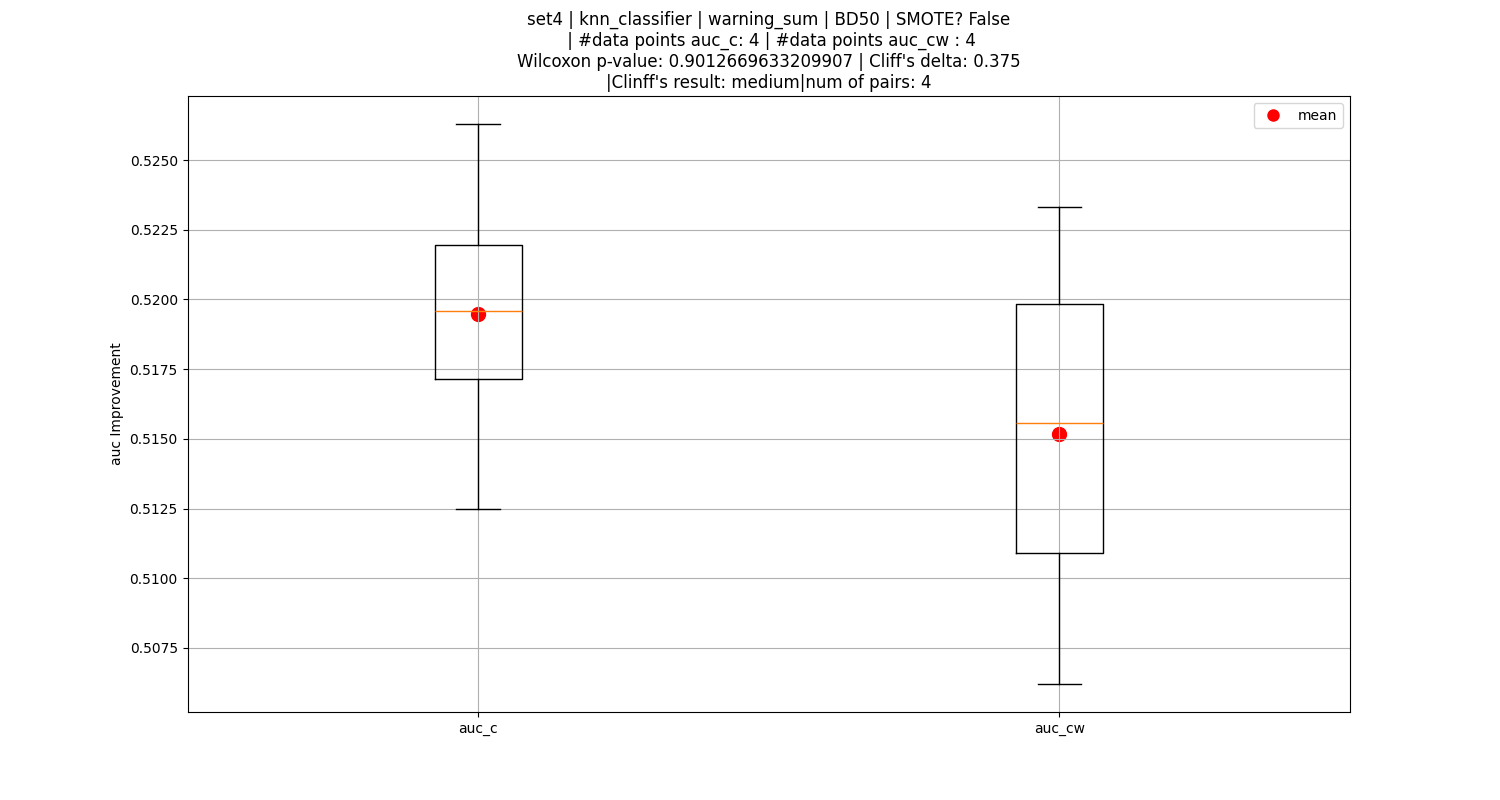 set4 | knn_classifier | warning_sum | BD50 | SMOTE? False
| #data points auc_c: 4 | #data points auc_cw : 4
Wilcoxon p-value: 0.9012669633209907 | Cliff's delta: 0.375
|Clinff's result: medium|num of pairs: 4
mean
0.5250
0.5225
0.5200
0.5175
0.5150
0.5125
0.5100
0.5075
auc Improvement
auc_c
auc_cw